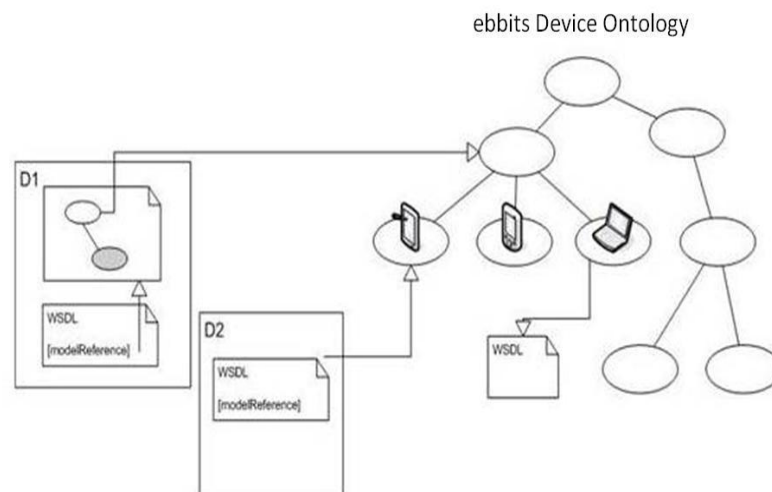 ebbits Device Ontology
D1
WSDL
[modelReference]
D2
WSDL
[modelReference]
WSDL